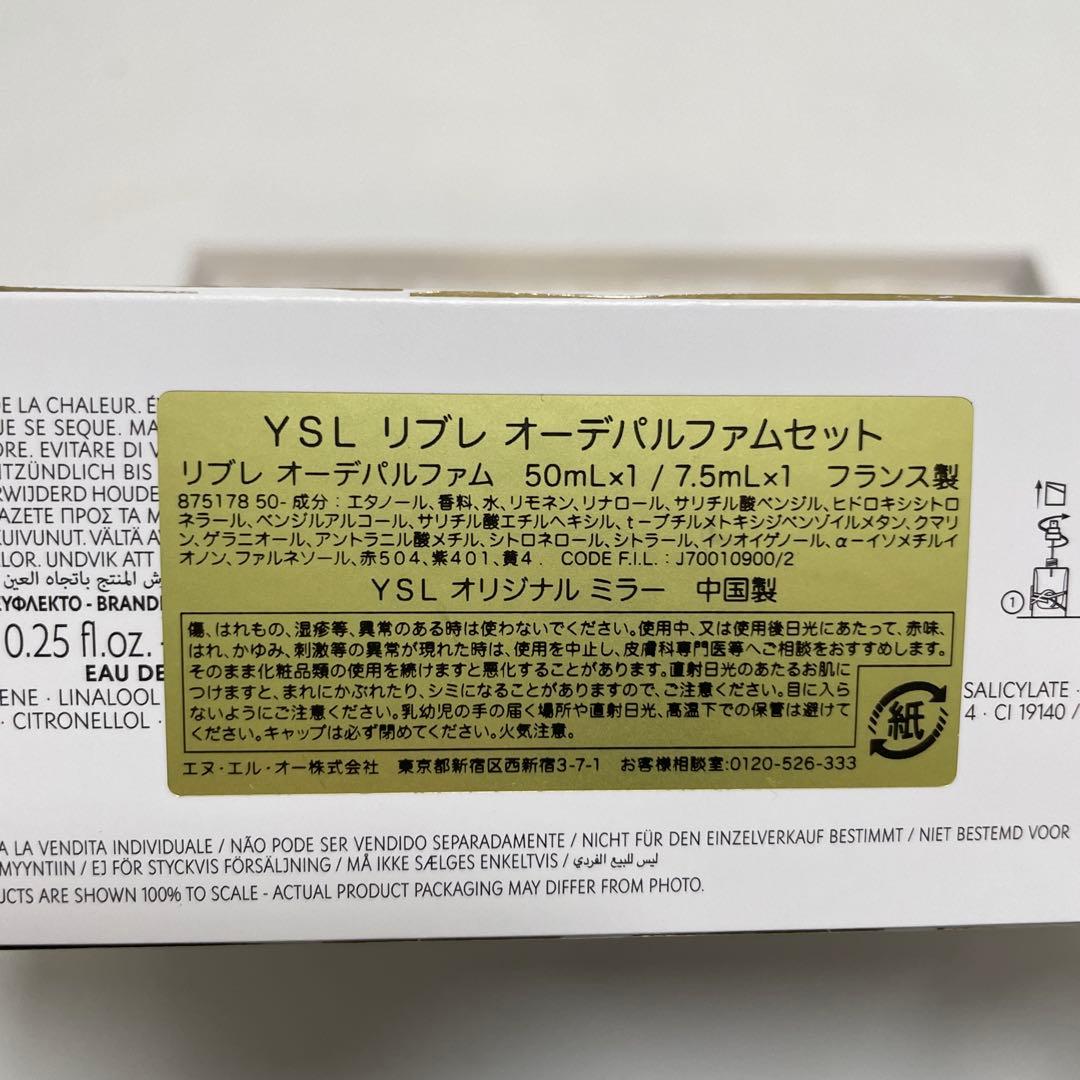 DE LA CHALEUR.
QUE SE SEQUE. MA
EVITARE DI
BIS
HOUDE
ΠΡΟΣ ΤΑ Μ
VÄLTÄ
UNDVIK ATT
ش المنتج باتجاه العين
- BRANDE
0.25 fl.oz. -
EAU DE
LINALOOL
· CITRONELLOL ·
YSL リブレ オーデパルファムセット
リブレ オーデパルファム 50mL×1 / 7.5mL×1 フランス製
875178 50- 成分：エタノール、香料、水、リモネン、リナロール、サリチル酸ベンジル、ヒドロキシシトロ
ネラール、ベンジルアルコール、サリチル酸エチルヘキシル、t－ブチルメトキシジベンゾイルメタン、クマリ
ン、ゲラニオール、アントラニル酸メチル、シトロネロール、シトラール、イソオイゲノール、α－イソメチルイ
オノン、ファルネソール、赤504、紫401、黄4． CODE F.I.L.：J70010900/2
YSL オリジナル ミラー 中国製
傷、はれもの、湿疹等、異常のある時は使わないでください。使用中、又は使用後日光にあたって、赤味、
はれ、かゆみ、刺激等の異常が現れた時は、使用を中止し、皮膚科専門医等へご相談をおすすめします。
そのまま化粧品類の使用を続けますと悪化することがあります。直射日光のあたるお肌に
つけますと、まれにかぶれたり、シミになることがありますので、ご注意ください。目に入ら
ないようにご注意ください。乳幼児の手の届く場所や直射日光、高温下での保管は避けて
ください。キャップは必ず閉めてください。火気注意。
紙
エヌ・エル・オー株式会社 東京都新宿区西新宿3-7-1 お客様相談室:0120-526-333
1
SALICYLATE ·
4 · CI 19140 /
A LA VENDITA INDIVIDUALE / NÃO PODE SER VENDIDO SEPARADAMENTE / NICHT FÜR DEN EINZELVERKAUF BESTIMMT / NIET BESTEMD VOOR
MYYNTIIN / EJ FÖR STYCKVIS FÖRSÄLJNING / MÅ IKKE SÆLGES ENKELTVIS / ليس للبيع الفردي
UCTS ARE SHOWN 100% TO SCALE - ACTUAL PRODUCT PACKAGING MAY DIFFER FROM PHOTO.